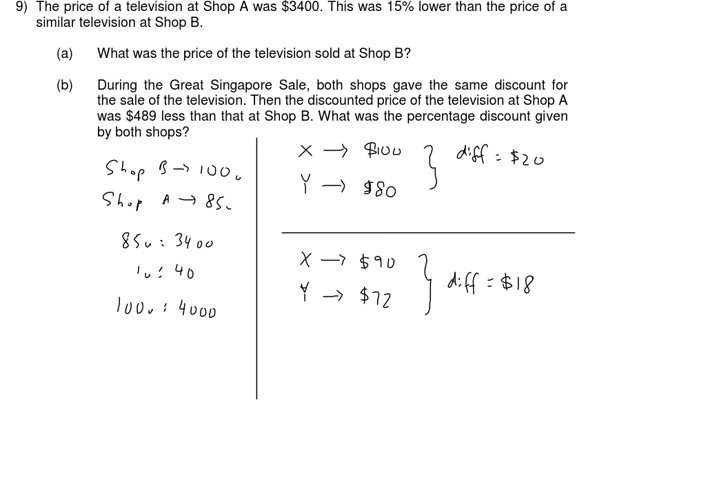 9) The price of a television at Shop A was $3400. This was 15% lower than the price of a
similar television at Shop B.
(a) What was the price of the television sold at Shop B?
(b) During the Great Singapore Sale, both shops gave the same discount for
the sale of the television. Then the discounted price of the television at Shop A
was $489 less than that at Shop B. What was the percentage discount given
by both shops?
Shop B → 100u
Shop A → 85u
85u : 3400
1u : 40
100u : 4000
X → $100
Y → $80
diff = $20
X → $90
Y → $72
diff = $18